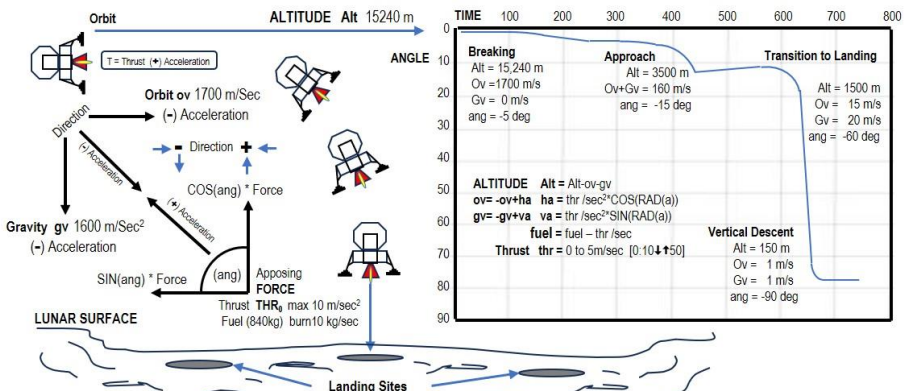 Orbit
ALTITUDE Alt 15240 m
T = Thrust (+) Acceleration
Orbit ov 1700 m/Sec
(-) Acceleration
Direction
(-) Acceleration
- Direction +
COS(ang) * Force
(+) Acceleration
Gravity gv 1600 m/Sec²
(-) Acceleration
SIN(ang) * Force
(ang)
Apposing
FORCE
Thrust THR₀ max 10 m/sec²
Fuel (840kg) burn10 kg/sec
LUNAR SURFACE
Landing Sites
TIME 100 200 300 400 500 600 700 800
ANGLE
0
10
20
30
40
50
60
70
80
90
Breaking
Alt = 15,240 m
Ov =1700 m/s
Gv = 0 m/s
ang = -5 deg
Approach
Alt = 3500 m
Ov+Gv = 160 m/s
ang = -15 deg
Transition to Landing
Alt = 1500 m
Ov = 15 m/s
Gv = 20 m/s
ang = -60 deg
ALTITUDE Alt = Alt-ov-gv
ov= -ov+ha ha = thr /sec²*COS(RAD(a))
gv= -gv+va va = thr /sec²*SIN(RAD(a))
fuel = fuel – thr /sec
Thrust thr = 0 to 5m/sec [0:10↓↑50]
Vertical Descent
Alt = 150 m
Ov = 1 m/s
Gv = 1 m/s
ang = -90 deg